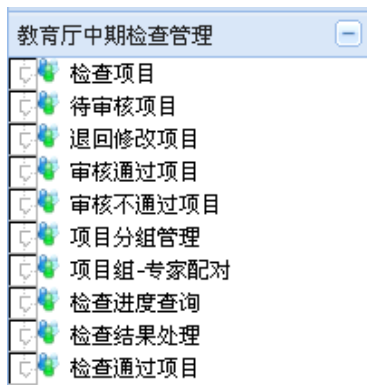 教育厅中期检查管理
检查项目
待审核项目
退回修改项目
审核通过项目
审核不通过项目
项目分组管理
项目组-专家配对
检查进度查询
检查结果处理
检查通过项目